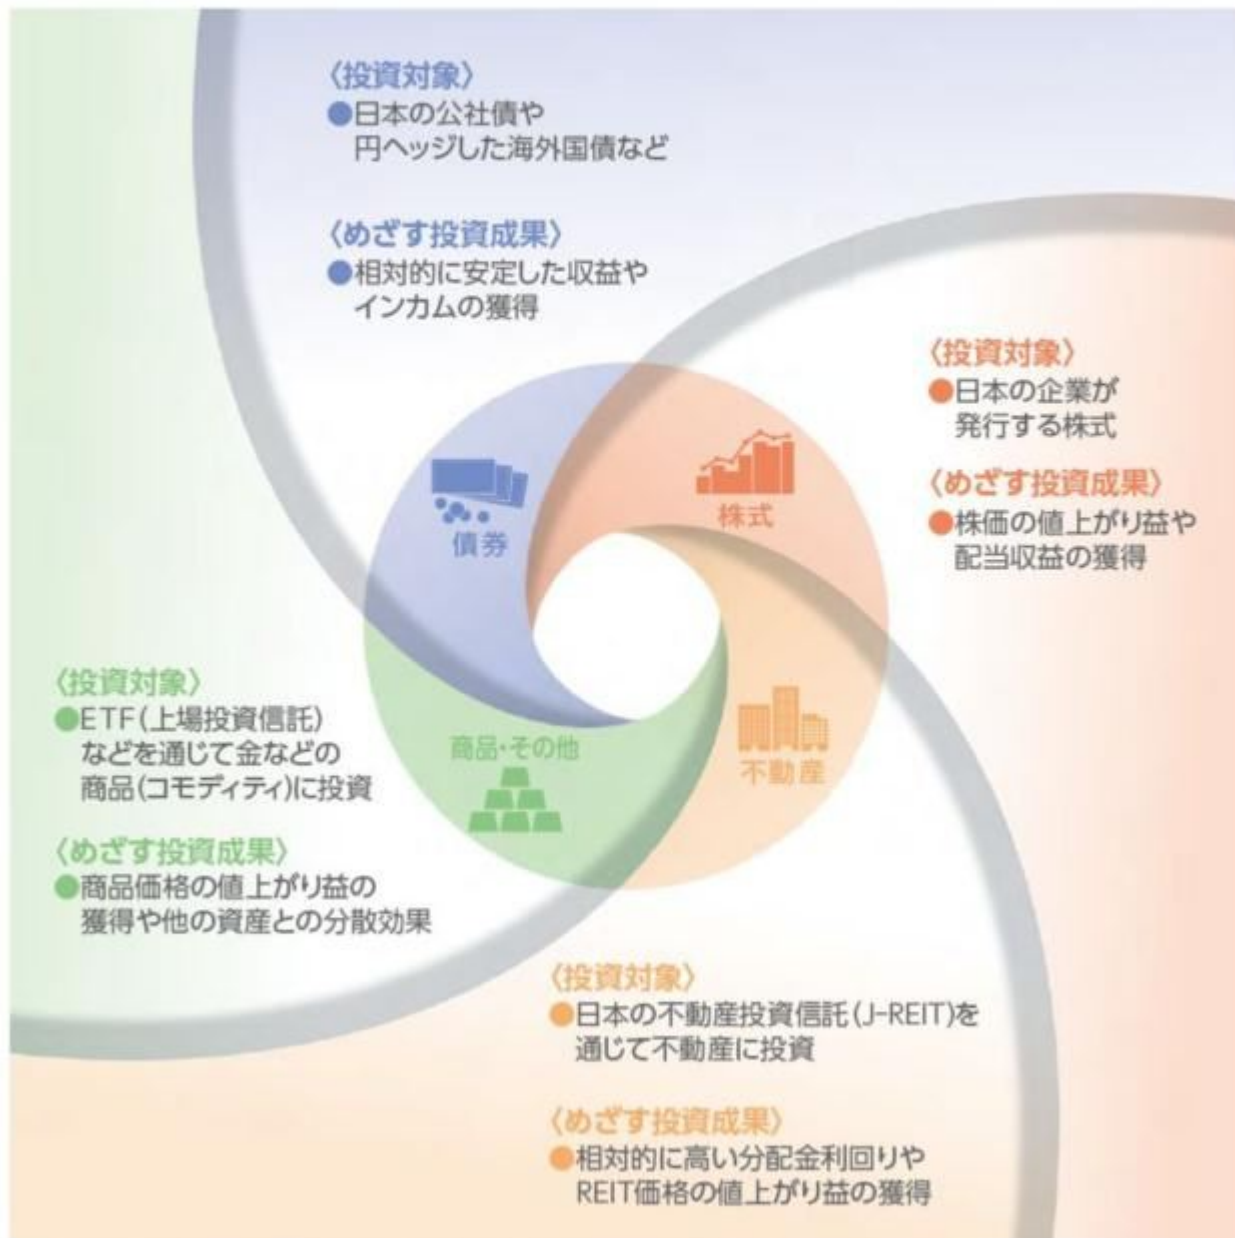 〈投資対象〉
●日本の公社債や
円ヘッジした海外国債など
〈めざす投資成果〉
●相対的に安定した収益や
インカムの獲得
〈投資対象〉
●日本の企業が
発行する株式
〈めざす投資成果〉
●株価の値上がり益や
配当収益の獲得
株式
債券
〈投資対象〉
●ETF(上場投資信託)
などを通じて金などの
商品(コモディティ)に投資
〈めざす投資成果〉
●商品価格の値上がり益の
獲得や他の資産との分散効果
商品・その他
不動産
〈投資対象〉
●日本の不動産投資信託(J-REIT)を
通じて不動産に投資
〈めざす投資成果〉
●相対的に高い分配金利回りや
REIT価格の値上がり益の獲得